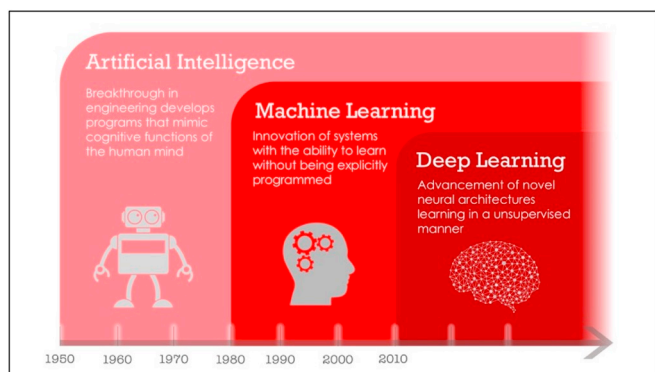 Artificial Intelligence
Breakthrough in
engineering develops
programs that mimic
cognitive functions of
the human mind
Machine Learning
Innovation of systems
with the ability to learn
without being explicitly
programmed
Deep Learning
Advancement of novel
neural architectures
learning in a unsupervised
manner
1950 1960 1970 1980 1990 2000 2010